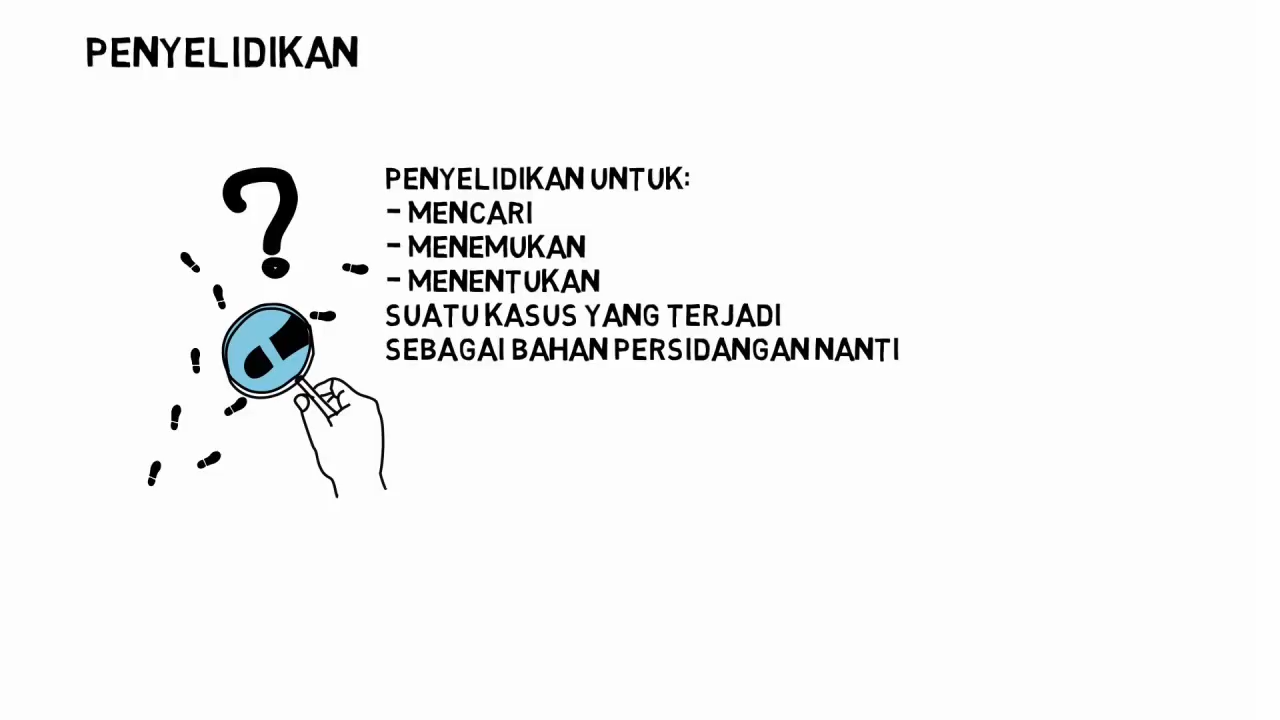 PENYELIDIKAN
PENYELIDIKAN UNTUK:
- MENCARI
- MENEMUKAN
- MENENTUKAN
SUATU KASUS YANG TERJADI
SEBAGAI BAHAN PERSIDANGAN NANTI